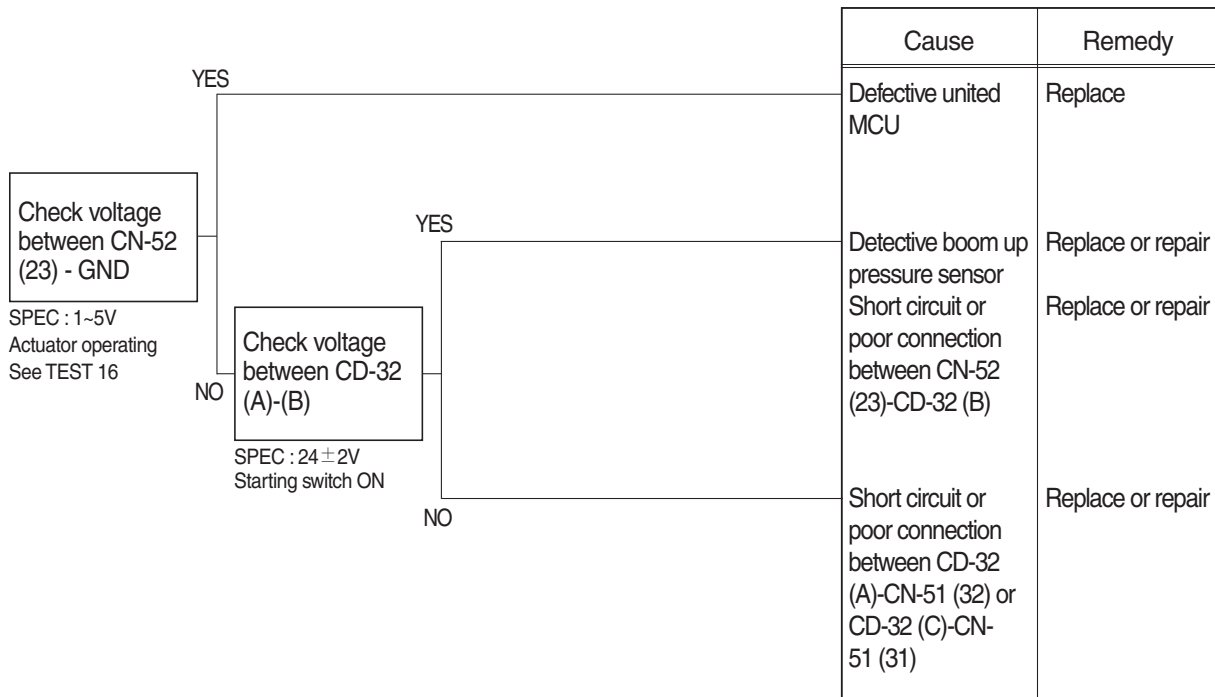 Cause
Remedy
YES
Defective united
MCU
Replace
Check voltage
between CN-52
(23) - GND
SPEC : 1~5V
Actuator operating
See TEST 16
YES
Detective boom up
pressure sensor
Replace or repair
Short circuit or
poor connection
between CN-52
(23)-CD-32 (B)
Replace or repair
NO
Check voltage
between CD-32
(A)-(B)
SPEC : 24±2V
Starting switch ON
NO
Short circuit or
poor connection
between CD-32
(A)-CN-51 (32) or
CD-32 (C)-CN-
51 (31)
Replace or repair